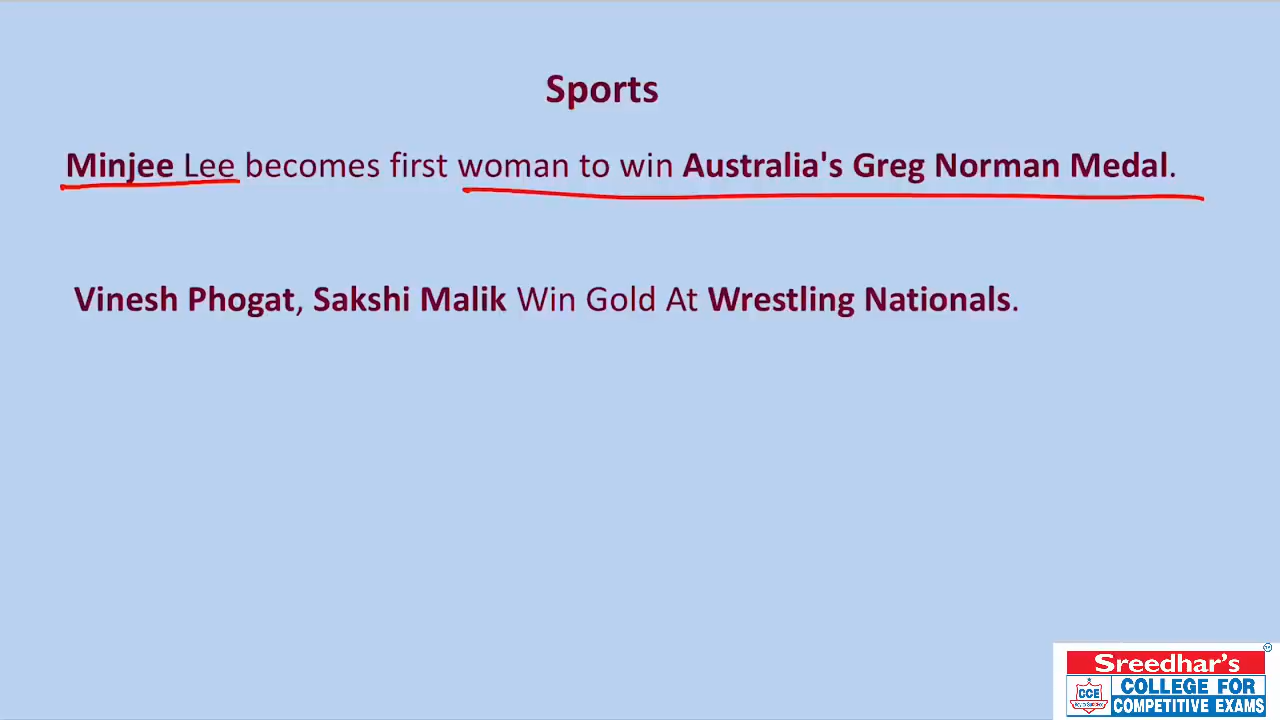 Sports
Minjee Lee becomes first woman to win Australia's Greg Norman Medal.
Vinesh Phogat, Sakshi Malik Win Gold At Wrestling Nationals.
Sreedhar's
CCE
COLLEGE FOR
COMPETITIVE EXAMS